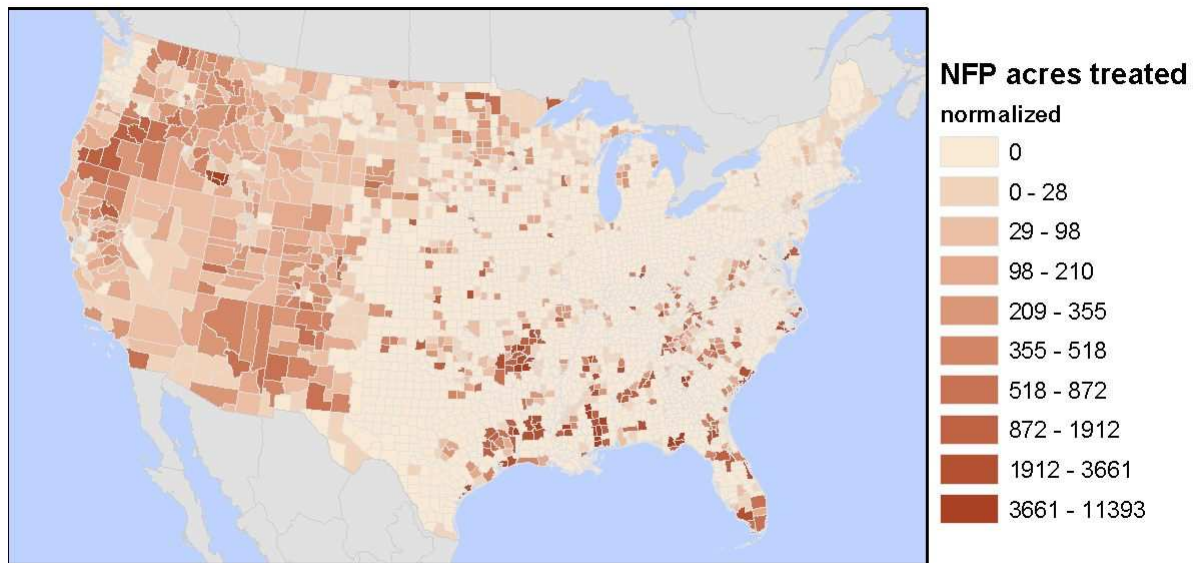 NFP acres treated
normalized
0
0 - 28
29 - 98
98 - 210
209 - 355
355 - 518
518 - 872
872 - 1912
1912 - 3661
3661 - 11393